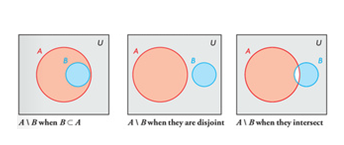 U
A
B
A \ B when B ⊂ A
U
A
B
A \ B when they are disjoint
U
A
B
A \ B when they intersect